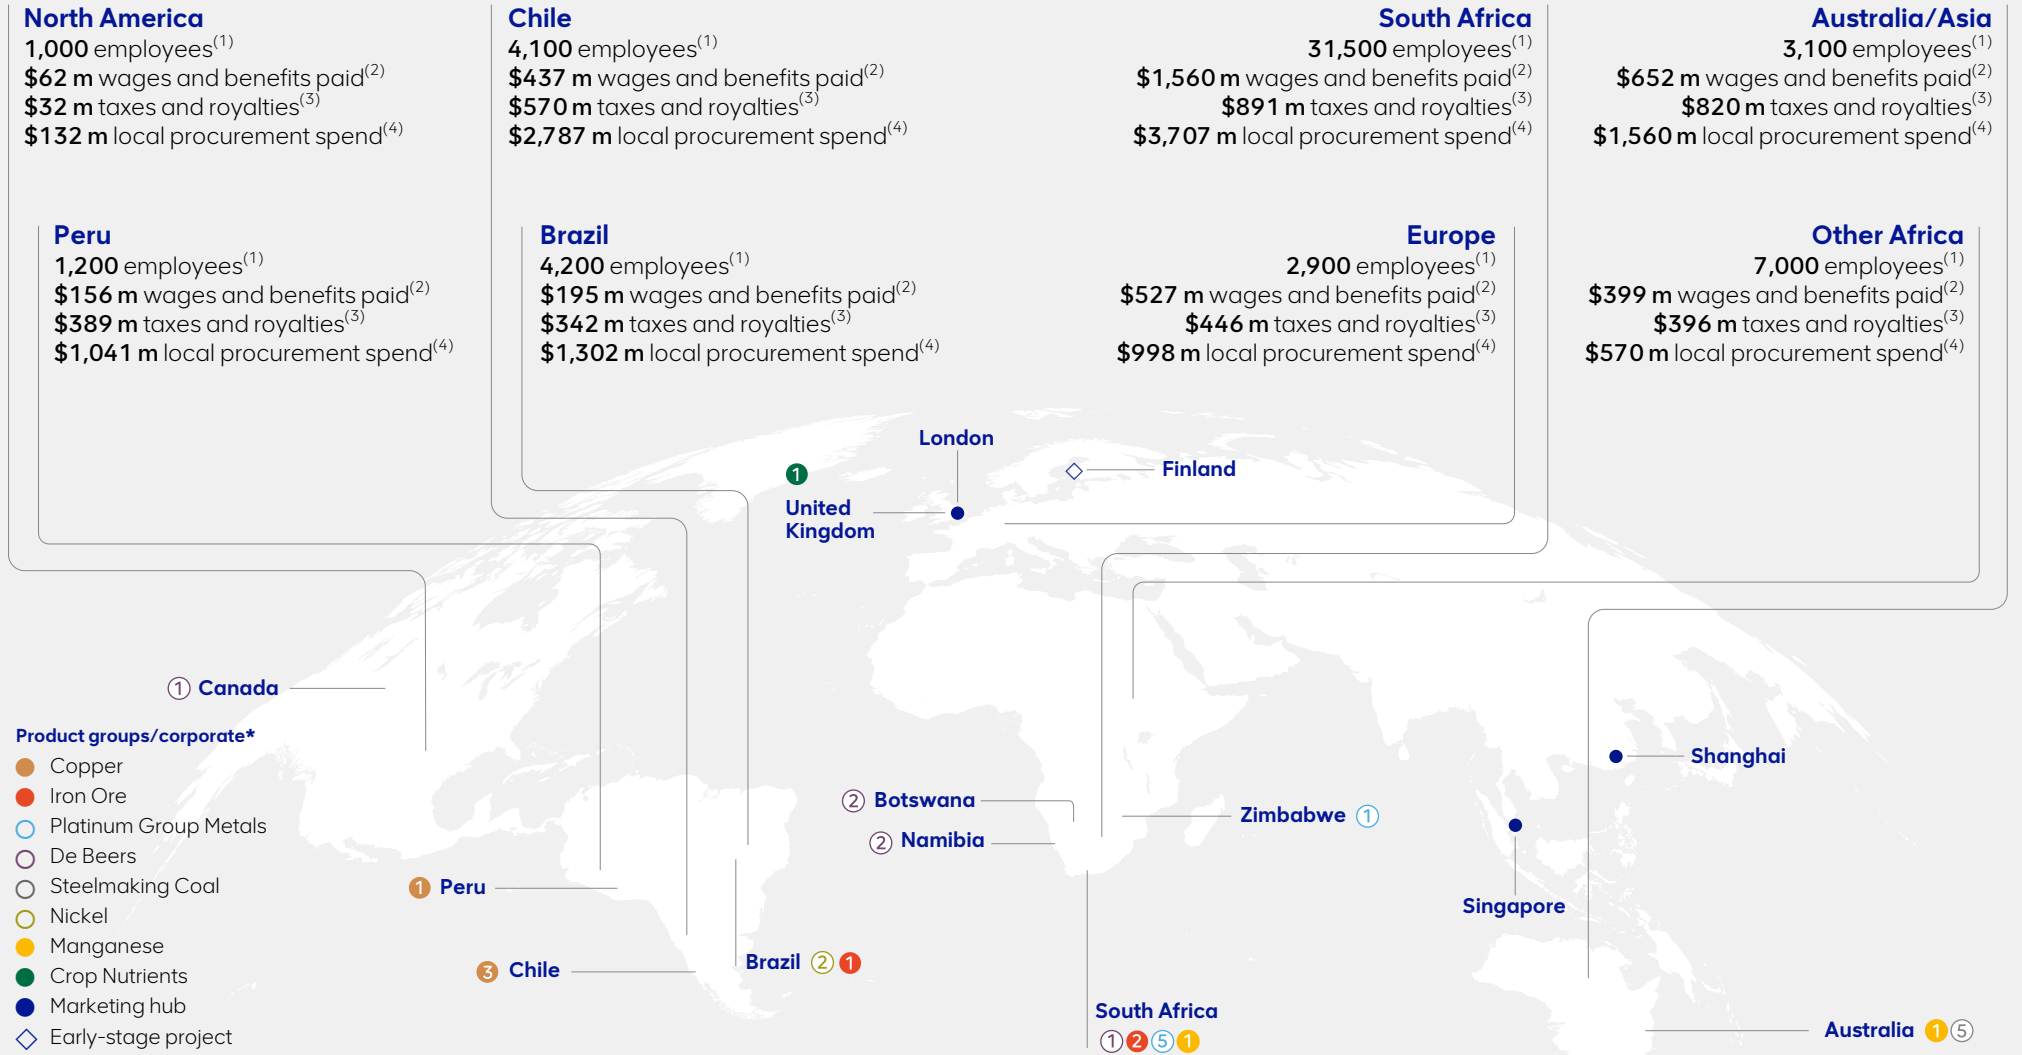 North America
1,000 employees(1)
$62 m wages and benefits paid(2)
$32 m taxes and royalties(3)
$132 m local procurement spend(4)
Chile
4,100 employees(1)
$437 m wages and benefits paid(2)
$570 m taxes and royalties(3)
$2,787 m local procurement spend(4)
South Africa
31,500 employees(1)
$1,560 m wages and benefits paid(2)
$891 m taxes and royalties(3)
$3,707 m local procurement spend(4)
Australia/Asia
3,100 employees(1)
$652 m wages and benefits paid(2)
$820 m taxes and royalties(3)
$1,560 m local procurement spend(4)
Peru
1,200 employees(1)
$156 m wages and benefits paid(2)
$389 m taxes and royalties(3)
$1,041 m local procurement spend(4)
Brazil
4,200 employees(1)
$195 m wages and benefits paid(2)
$342 m taxes and royalties(3)
$1,302 m local procurement spend(4)
Europe
2,900 employees(1)
$527 m wages and benefits paid(2)
$446 m taxes and royalties(3)
$998 m local procurement spend(4)
Other Africa
7,000 employees(1)
$399 m wages and benefits paid(2)
$396 m taxes and royalties(3)
$570 m local procurement spend(4)
London
Finland
1
United
Kingdom
1 Canada
Product groups/corporate*
Copper
Iron Ore
Platinum Group Metals
De Beers
Steelmaking Coal
Nickel
Manganese
Crop Nutrients
Marketing hub
Early-stage project
Shanghai
2 Botswana
Zimbabwe 1
2 Namibia
1 Peru
Singapore
Brazil 2 1
3 Chile
South Africa
1 2 5 1
Australia 1 5